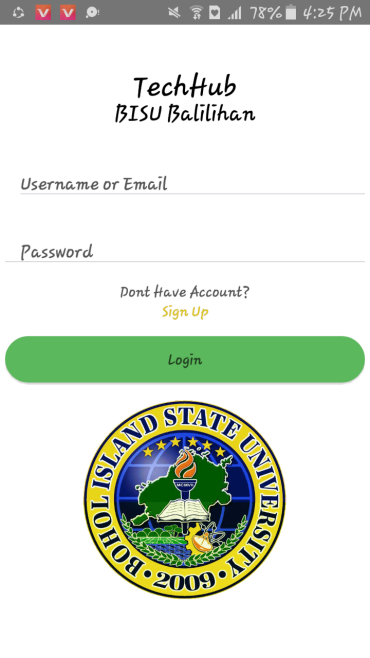 78% 4:25 PM
TechHub
BISU Balilihan
Username or Email
Password
Dont Have Account?
Sign Up
Login
BOHOL ISLAND STATE UNIVERSITY
MCMVII
• 2009 •